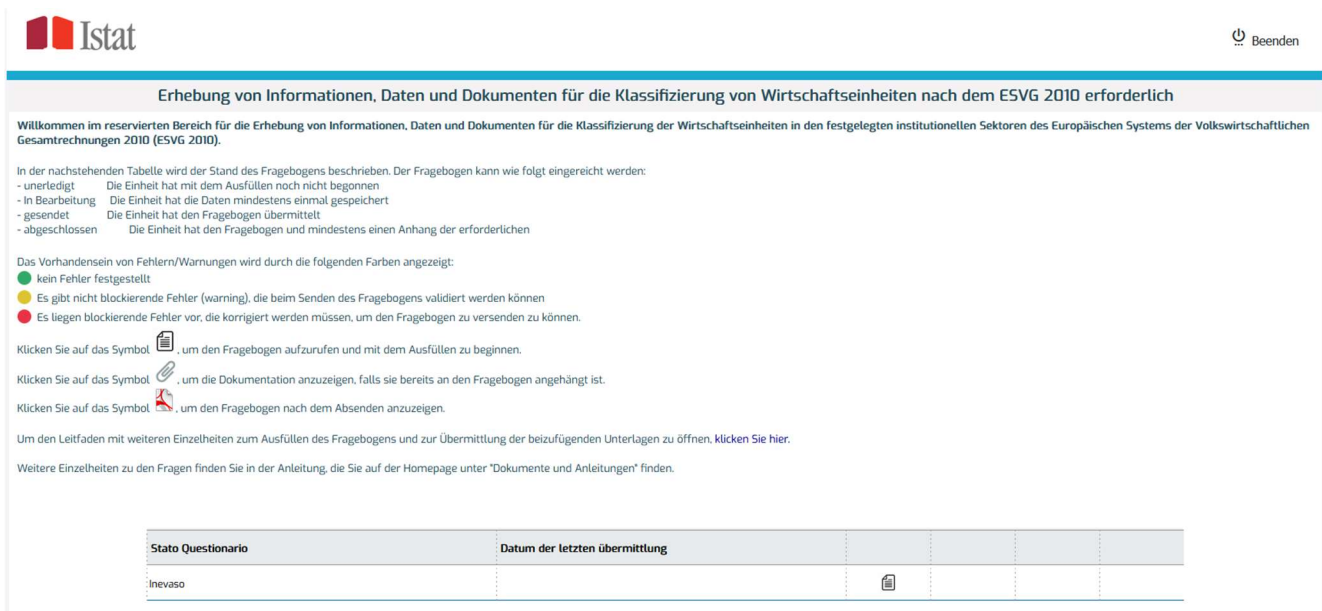 Istat
Beenden
Erhebung von Informationen, Daten und Dokumenten für die Klassifizierung von Wirtschaftseinheiten nach dem ESVG 2010 erforderlich
Willkommen im reservierten Bereich für die Erhebung von Informationen, Daten und Dokumenten für die Klassifizierung der Wirtschaftseinheiten in den festgelegten institutionellen Sektoren des Europäischen Systems der Volkswirtschaftlichen
Gesamtrechnungen 2010 (ESVG 2010).
In der nachstehenden Tabelle wird der Stand des Fragebogens beschrieben. Der Fragebogen kann wie folgt eingereicht werden:
- unerledigt Die Einheit hat mit dem Ausfüllen noch nicht begonnen
- In Bearbeitung Die Einheit hat die Daten mindestens einmal gespeichert
- gesendet Die Einheit hat den Fragebogen übermittelt
- abgeschlossen Die Einheit hat den Fragebogen und mindestens einen Anhang der erforderlichen
Das Vorhandensein von Fehlern/Warnungen wird durch die folgenden Farben angezeigt:
kein Fehler festgestellt
Es gibt nicht blockierende Fehler (warning), die beim Senden des Fragebogens validiert werden können
Es liegen blockierende Fehler vor, die korrigiert werden müssen, um den Fragebogen zu versenden zu können.
Klicken Sie auf das Symbol , um den Fragebogen aufzurufen und mit dem Ausfüllen zu beginnen.
Klicken Sie auf das Symbol , um die Dokumentation anzuzeigen, falls sie bereits an den Fragebogen angehängt ist.
Klicken Sie auf das Symbol , um den Fragebogen nach dem Absenden anzuzeigen.
Um den Leitfaden mit weiteren Einzelheiten zum Ausfüllen des Fragebogens und zur Übermittlung der beizufügenden Unterlagen zu öffnen, klicken Sie hier.
Weitere Einzelheiten zu den Fragen finden Sie in der Anleitung, die Sie auf der Homepage unter "Dokumente und Anleitungen" finden.
Stato Questionario Datum der letzten übermittlung
Inevaso